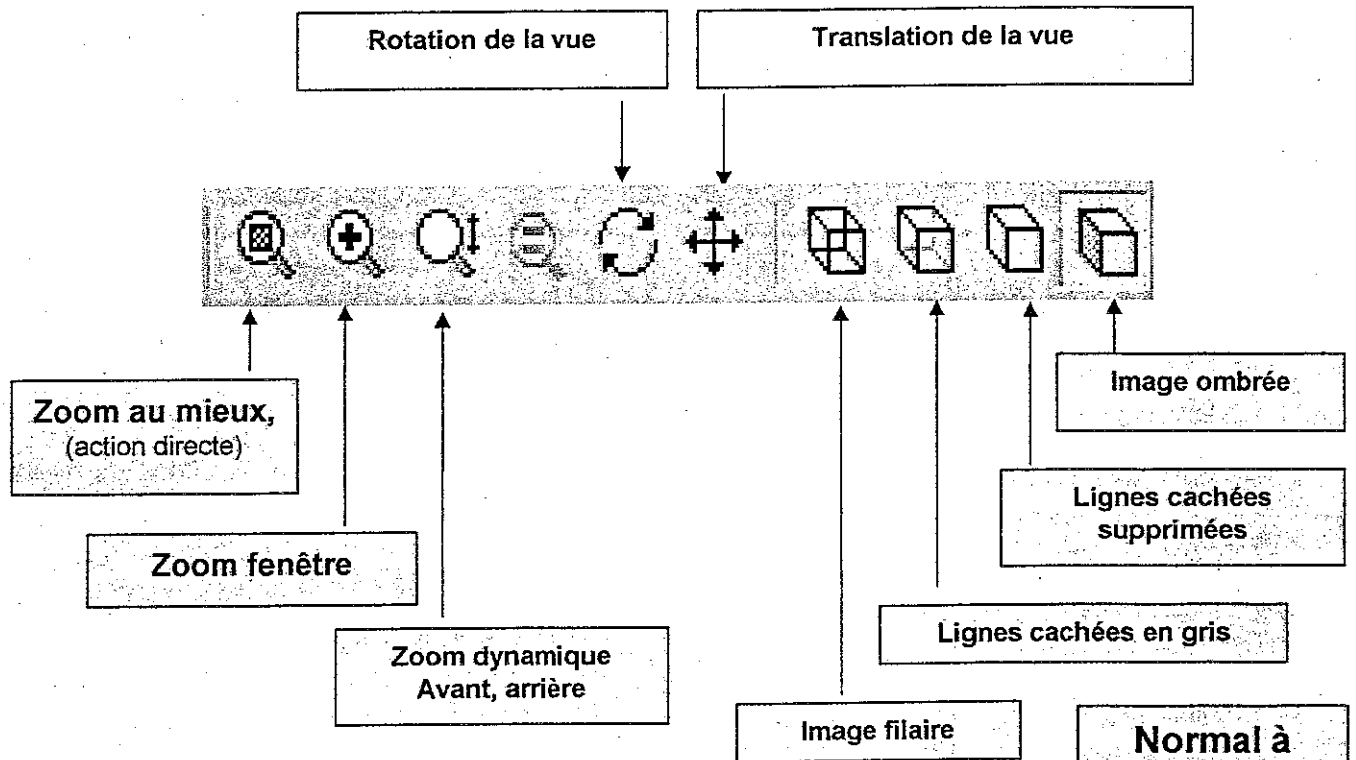 Rotation de la vue
Translation de la vue
Zoom au mieux,
(action directe)
Image ombrée
Lignes cachées
supprimées
Zoom fenêtre
Lignes cachées en gris
Zoom dynamique
Avant, arrière
Image filaire
Normal à